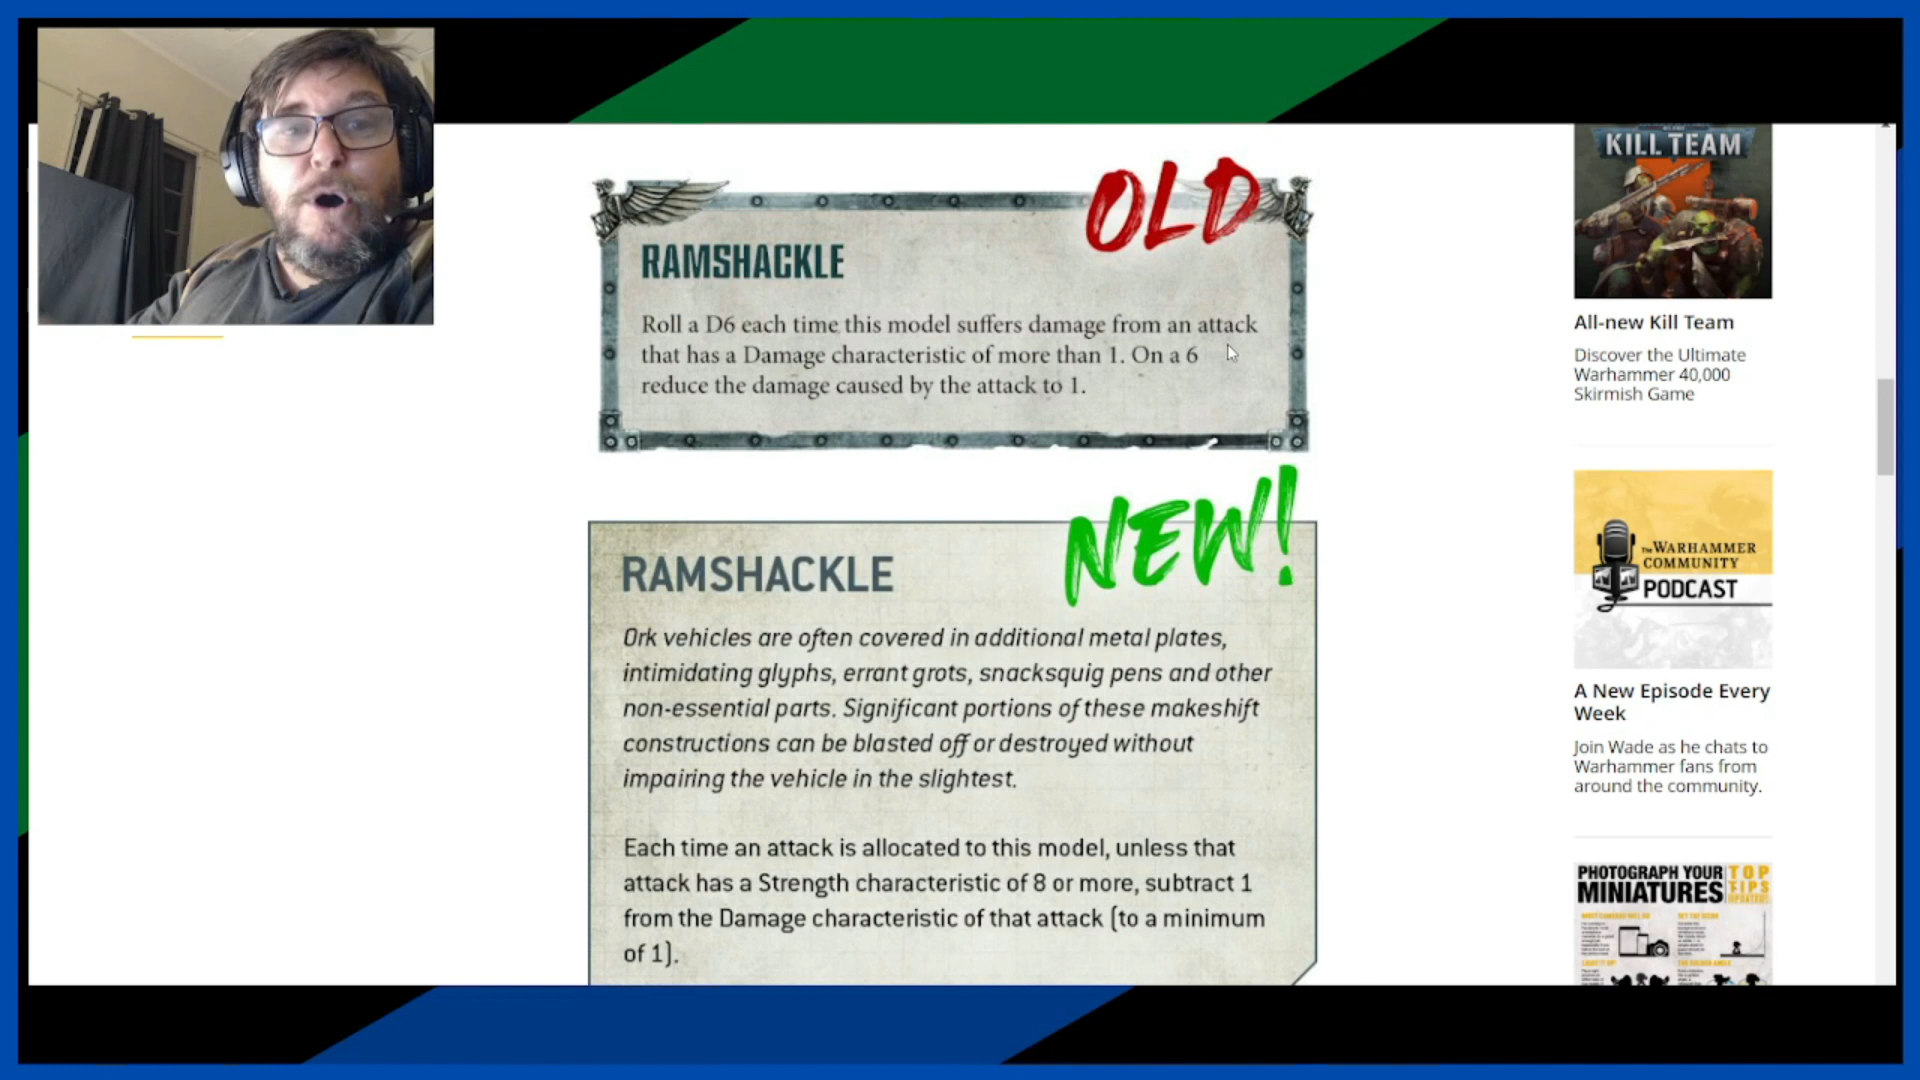 OLD
RAMSHACKLE
Roll a D6 each time this model suffers damage from an attack
that has a Damage characteristic of more than 1. On a 6
reduce the damage caused by the attack to 1.
NEW!
RAMSHACKLE
Ork vehicles are often covered in additional metal plates,
intimidating glyphs, errant grots, snacksquig pens and other
non-essential parts. Significant portions of these makeshift
constructions can be blasted off or destroyed without
impairing the vehicle in the slightest.
Each time an attack is allocated to this model, unless that
attack has a Strength characteristic of 8 or more, subtract 1
from the Damage characteristic of that attack (to a minimum
of 1).
KILL TEAM
All-new Kill Team
Discover the Ultimate
Warhammer 40,000
Skirmish Game
The WARHAMMER
COMMUNITY
PODCAST
A New Episode Every
Week
Join Wade as he chats to
Warhammer fans from
around the community.
PHOTOGRAPH YOUR
MINIATURES
TOP
TIPS